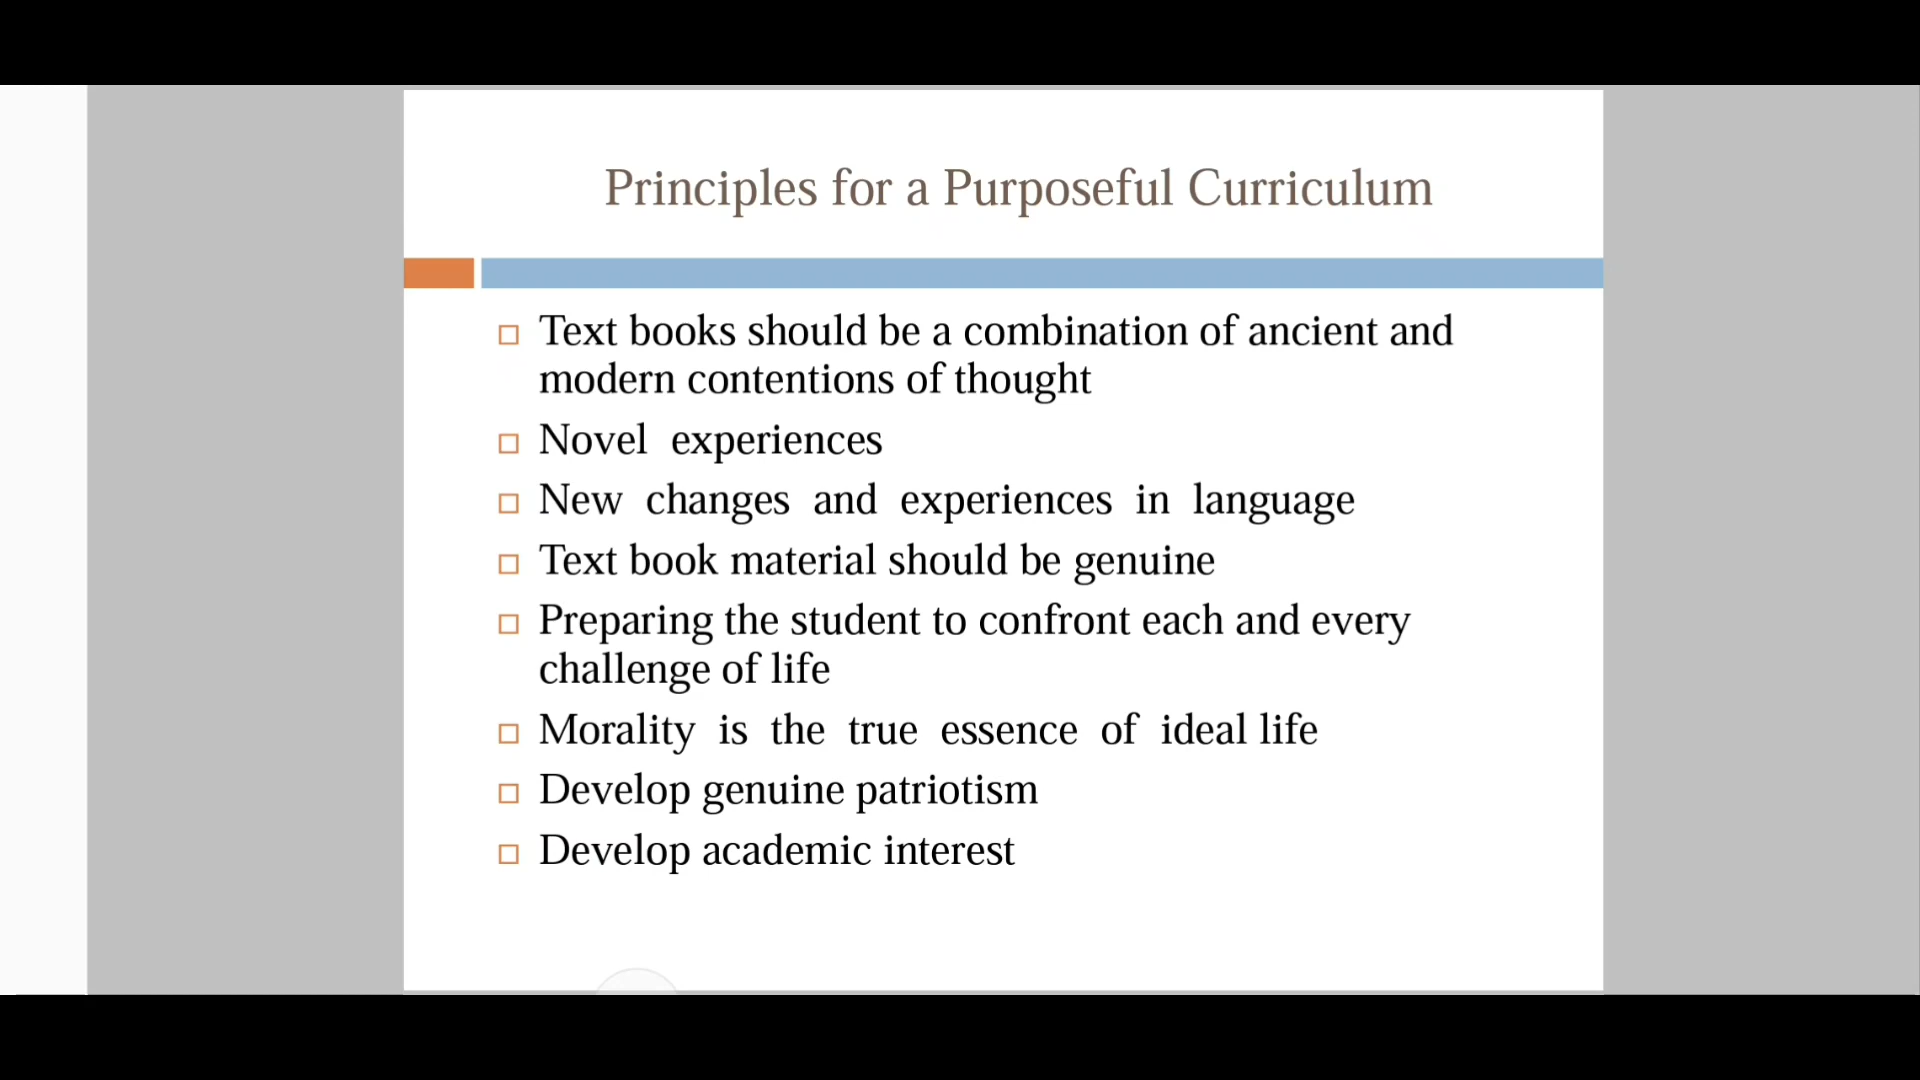 Principles for a Purposeful Curriculum
Text books should be a combination of ancient and
modern contentions of thought
Novel experiences
New changes and experiences in language
Text book material should be genuine
Preparing the student to confront each and every
challenge of life
Morality is the true essence of ideal life
Develop genuine patriotism
Develop academic interest